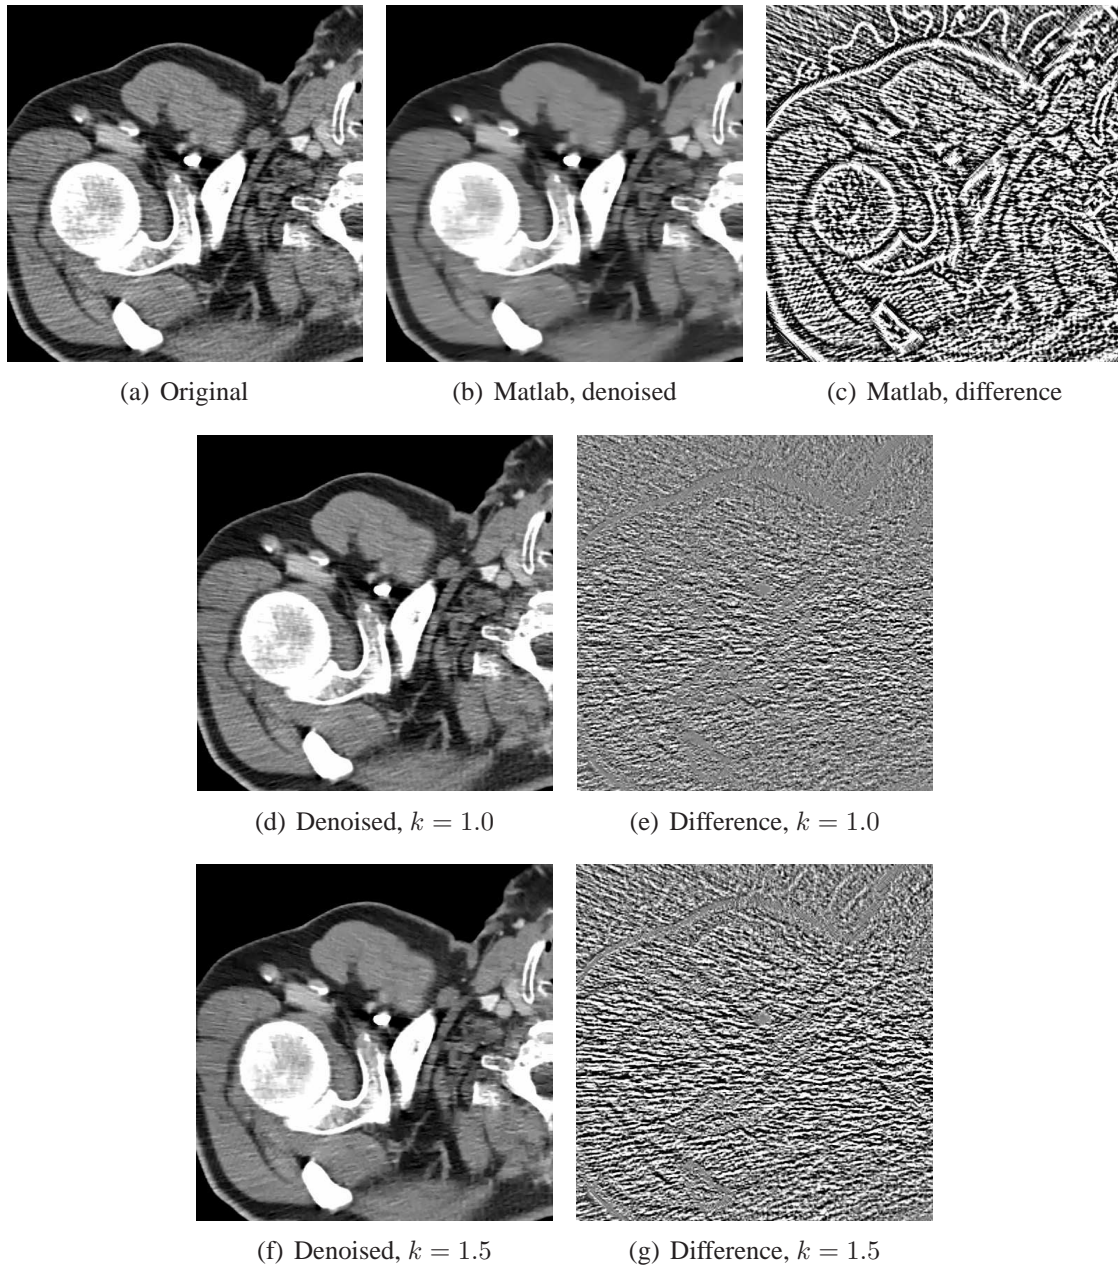 (a) Original
(b) Matlab, denoised
(c) Matlab, difference
(d) Denoised, k = 1.0
(e) Difference, k = 1.0
(f) Denoised, k = 1.5
(g) Difference, k = 1.5